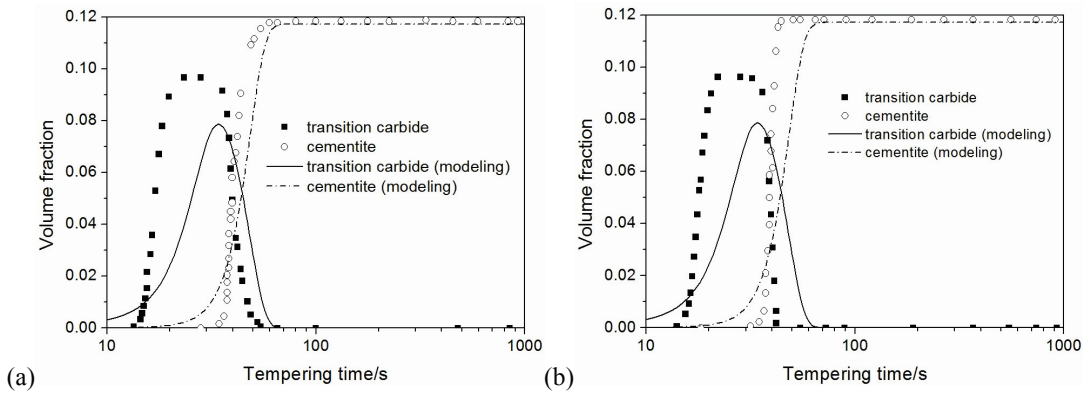 0.12
0.10
0.08
0.06
0.04
0.02
0.00
Volume fraction
transition carbide
cementite
transition carbide (modeling)
cementite (modeling)
10
100
1000
Tempering time/s
(a)
0.12
0.10
0.08
0.06
0.04
0.02
0.00
Volume fraction
transition carbide
cementite
transition carbide (modeling)
cementite (modeling)
10
100
1000
Tempering time/s
(b)